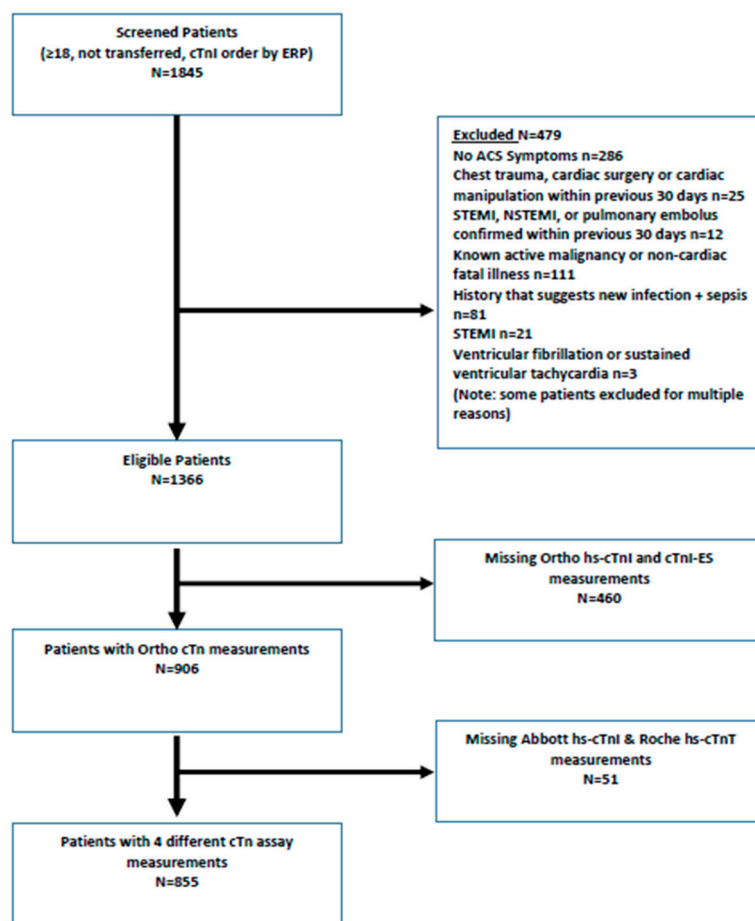 Screened Patients
(≥18, not transferred, cTnI order by ERP)
N=1845
Excluded N=479
No ACS Symptoms n=286
Chest trauma, cardiac surgery or cardiac
manipulation within previous 30 days n=25
STEMI, NSTEMI, or pulmonary embolus
confirmed within previous 30 days n=12
Known active malignancy or non-cardiac
fatal illness n=111
History that suggests new infection + sepsis
n=81
STEMI n=21
Ventricular fibrillation or sustained
ventricular tachycardia n=3
(Note: some patients excluded for multiple
reasons)
Eligible Patients
N=1366
Missing Ortho hs-cTnI and cTnI-ES
measurements
N=460
Patients with Ortho cTn measurements
N=906
Missing Abbott hs-cTnI & Roche hs-cTnT
measurements
N=51
Patients with 4 different cTn assay
measurements
N=855